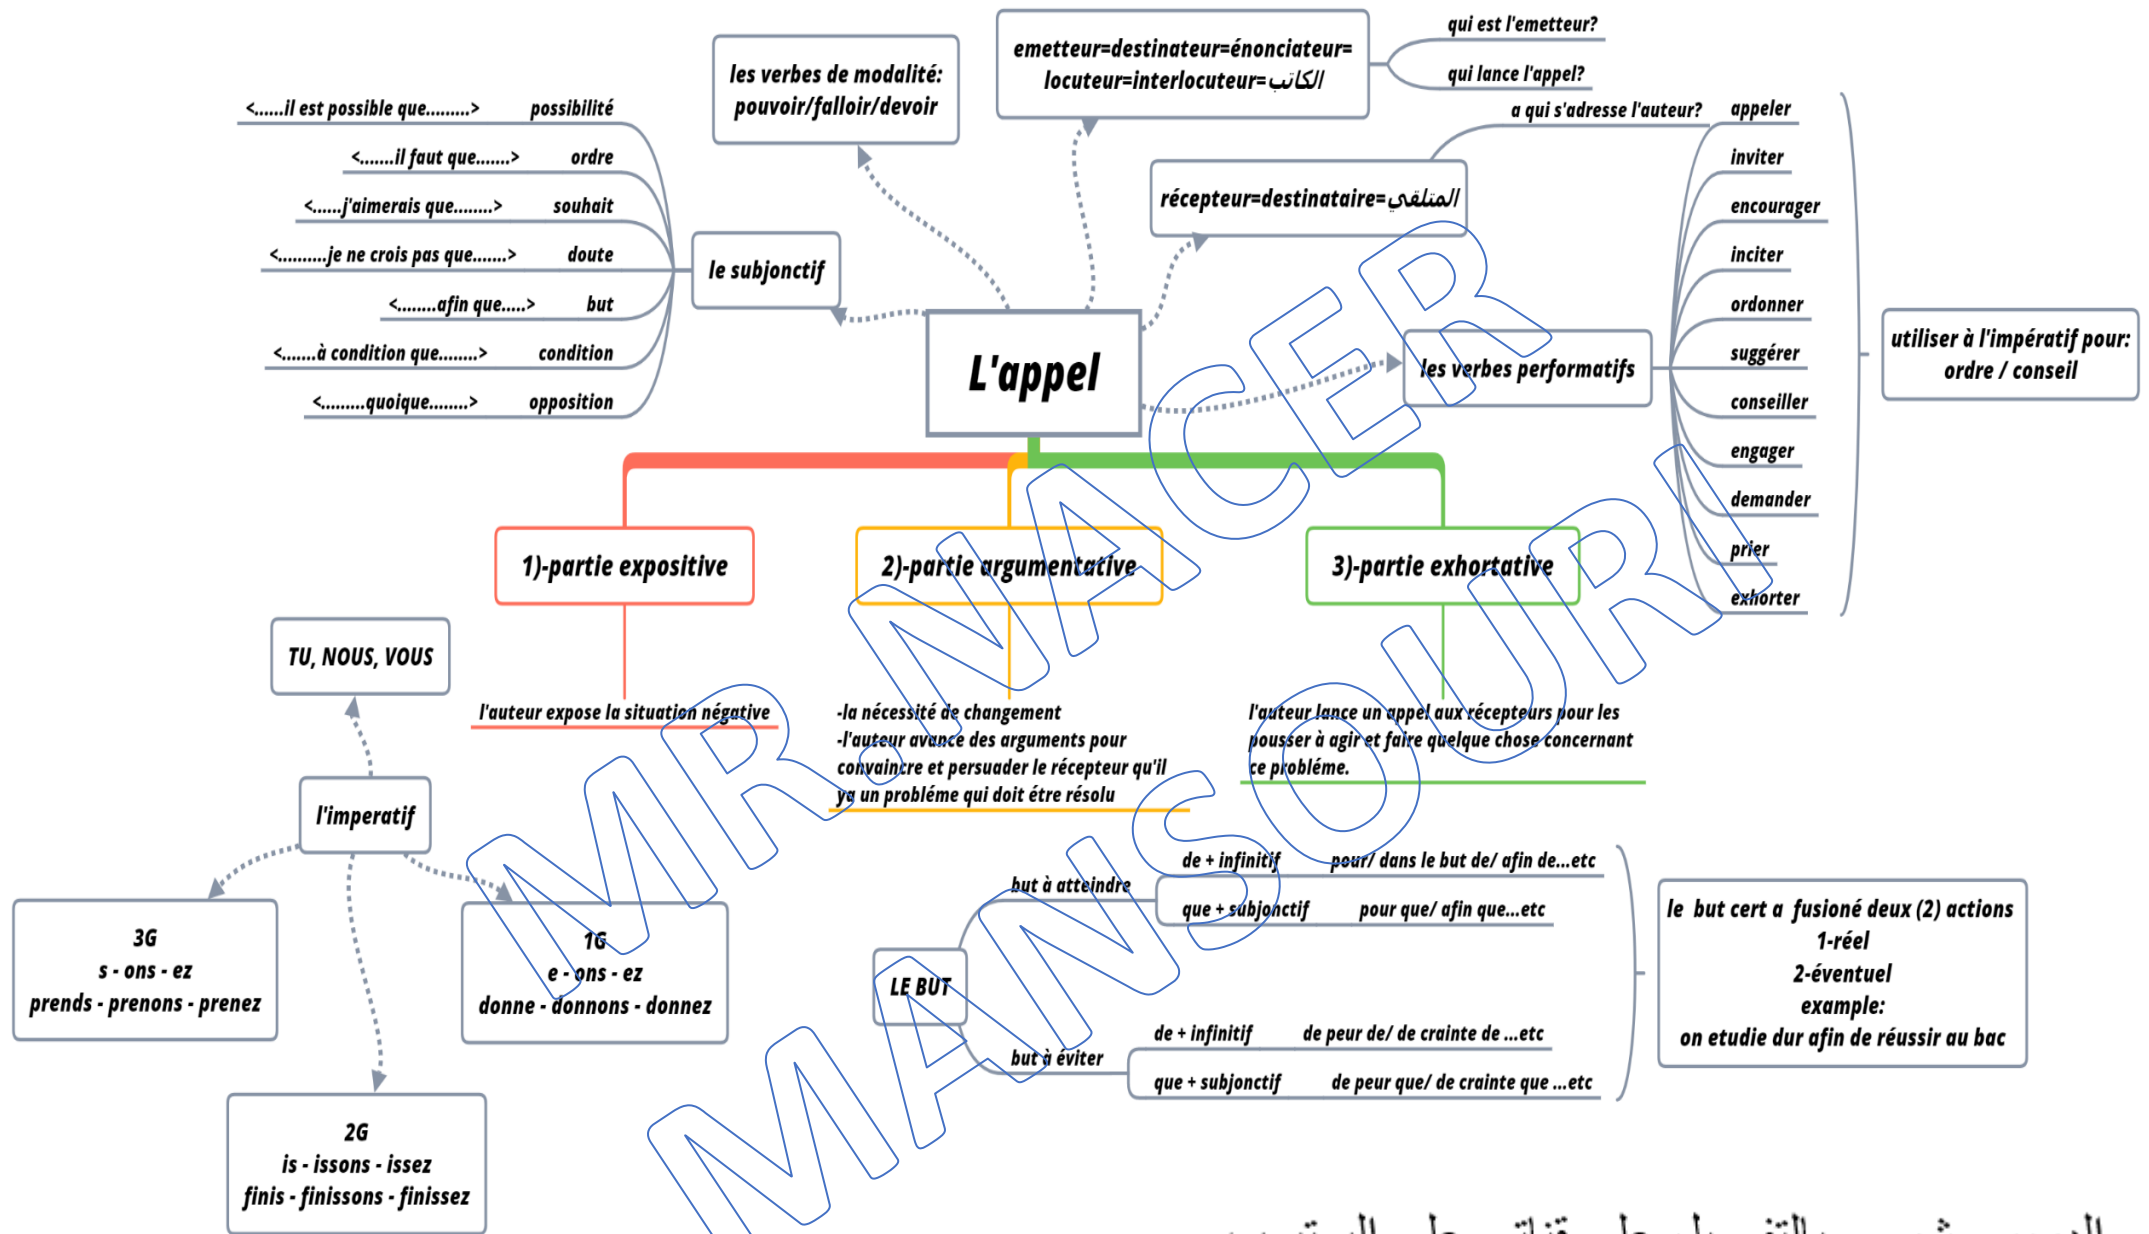 emetteur=destinateur=énonciateur=
locuteur=interlocuteur=الكاتب
qui est l'emetteur?
qui lance l'appel?
les verbes de modalité:
pouvoir/falloir/devoir
récepteur=destinataire=المتلقي
a qui s'adresse l'auteur?
<......il est possible que.........> possibilité
<.......il faut que.......> ordre
<......j'aimerais que........> souhait
<..........je ne crois pas que.......> doute
<........afin que.....> but
<.......à condition que........> condition
<.........quoique........> opposition
le subjonctif
L'appel
les verbes performatifs
appeler
inviter
encourager
inciter
ordonner
suggérer
conseiller
engager
demander
prier
exhorter
utiliser à l'impératif pour:
ordre / conseil
1)-partie expositive
l'auteur expose la situation négative
2)-partie argumentative
-la nécessité de changement
-l'auteur avance des arguments pour
convaincre et persuader le récepteur qu'il
ya un probléme qui doit étre résolu
3)-partie exhortative
l'auteur lance un appel aux récepteurs pour les
pousser à agir et faire quelque chose concernant
ce probléme.
TU, NOUS, VOUS
l'imperatif
3G
s - ons - ez
prends - prenons - prenez
1G
e - ons - ez
donne - donnons - donnez
2G
is - issons - issez
finis - finissons - finissez
LE BUT
but à atteindre
de + infinitif pour/ dans le but de/ afin de...etc
que + subjonctif pour que/ afin que...etc
but à éviter
de + infinitif de peur de/ de crainte de ...etc
que + subjonctif de peur que/ de crainte que ...etc
le but cert a fusioné deux (2) actions
1-réel
2-éventuel
example:
on etudie dur afin de réussir au bac
MR.NACER
MANSOURI